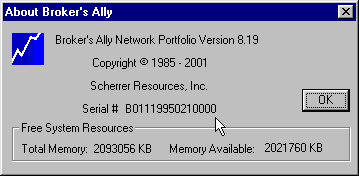 About Broker's Ally
Broker's Ally Network Portfolio Version 8.19
Copyright © 1985 - 2001
Scherrer Resources, Inc.
Serial # B01119950210000
OK
Free System Resources
Total Memory: 2093056 KB Memory Available: 2021760 KB